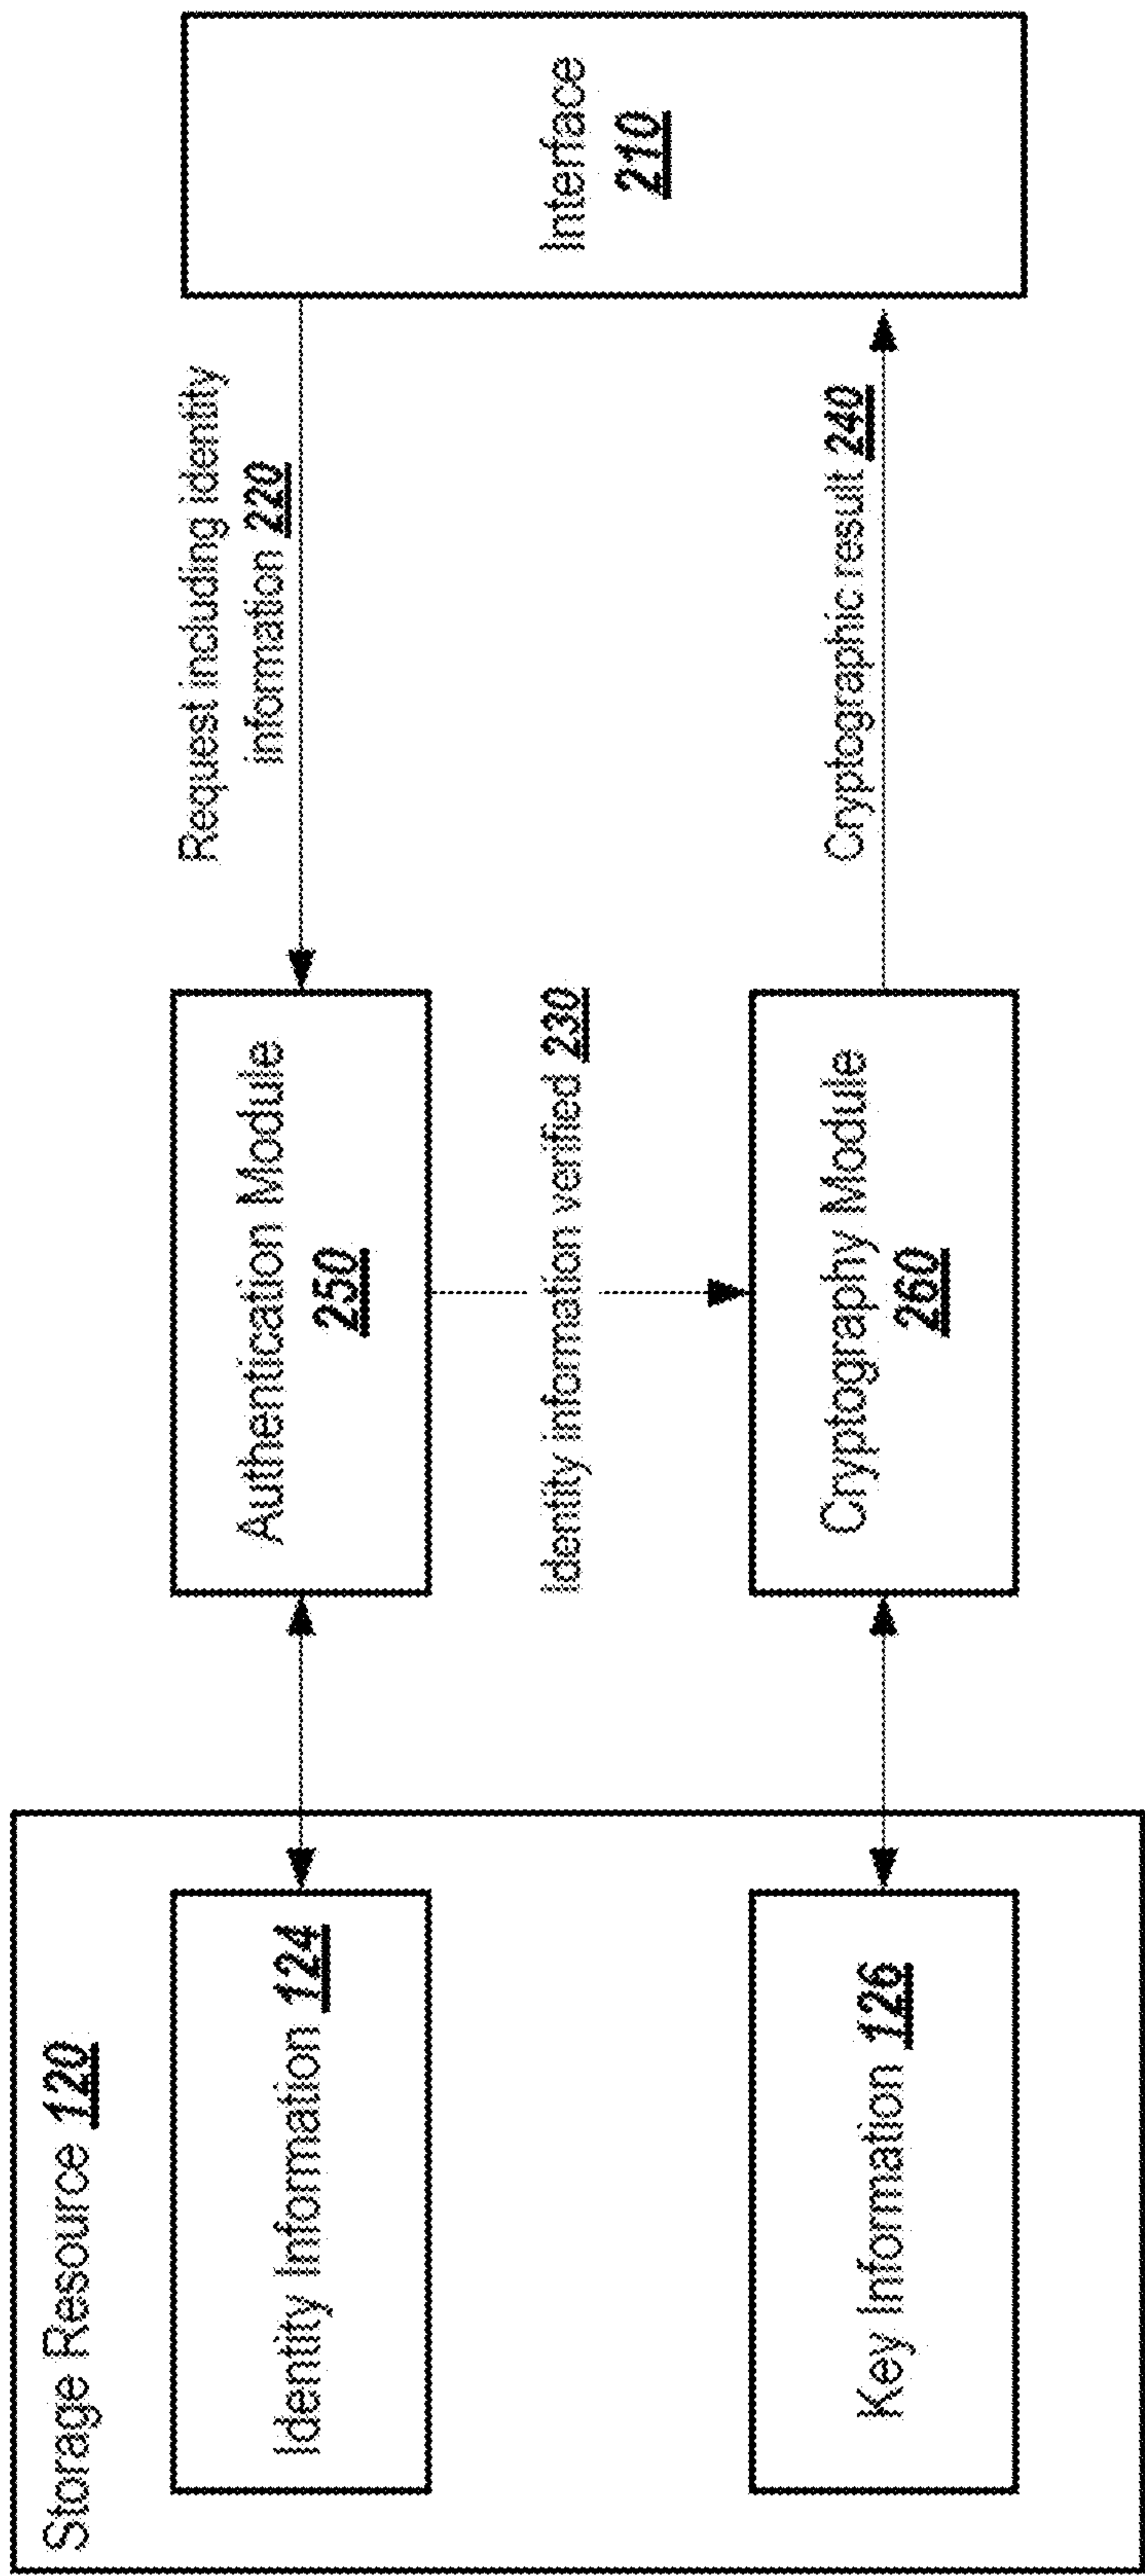 Storage Resource 120
Identity Information 124
Key Information 126
Authentication Module
250
Identity information verified 230
Cryptography Module
260
Request including identity
information 220
Cryptographic result 240
Interface
210